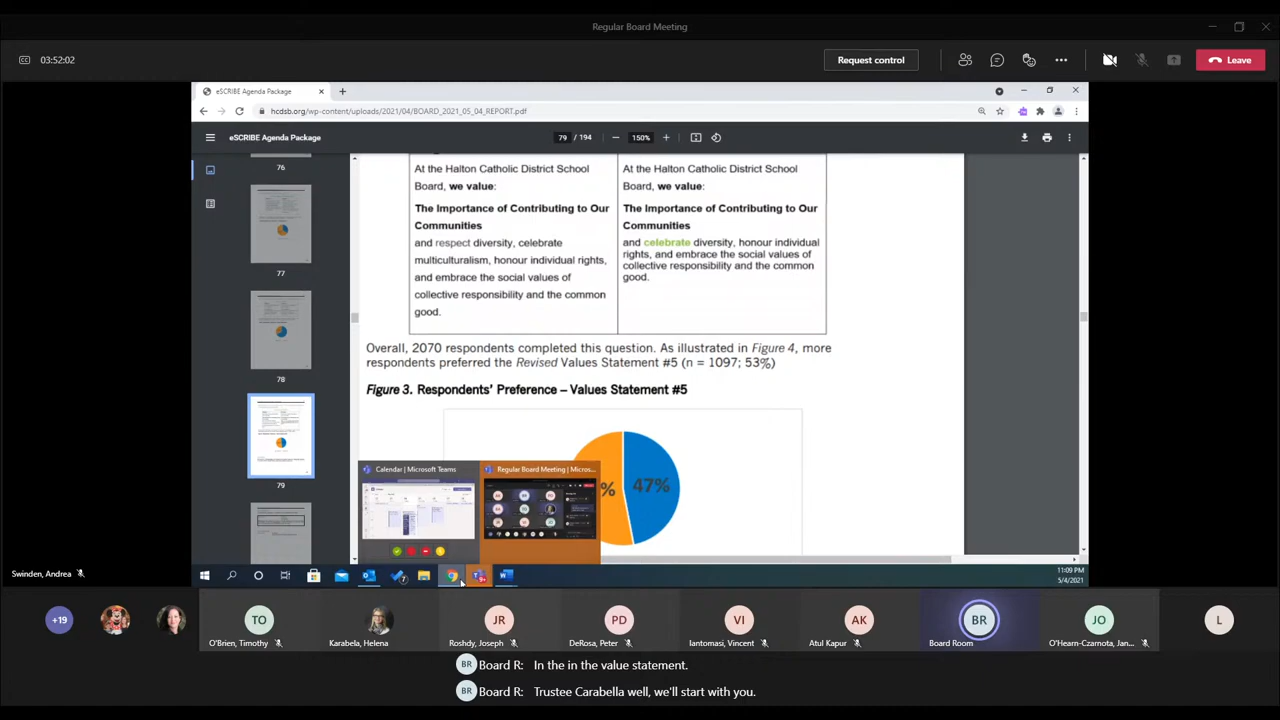 Regular Board Meeting
CC 03:52:02
Request control
Leave
eSCRIBE Agenda Package
hcdsb.org/wp-content/uploads/2021/04/BOARD_2021_05_04_REPORT.pdf
eSCRIBE Agenda Package
79 / 194
150%
76
77
78
79
At the Halton Catholic District School
Board, we value:
The Importance of Contributing to Our
Communities
and respect diversity, celebrate
multiculturalism, honour individual rights,
and embrace the social values of
collective responsibility and the common
good.
At the Halton Catholic District School
Board, we value:
The Importance of Contributing to Our
Communities
and celebrate diversity, honour individual
rights, and embrace the social values of
collective responsibility and the common
good.
Overall, 2070 respondents completed this question. As illustrated in Figure 4, more
respondents preferred the Revised Values Statement #5 (n = 1097; 53%)
Figure 3. Respondents' Preference – Values Statement #5
%
47%
Calendar | Microsoft Teams
Regular Board Meeting | Micros...
11:09 PM
5/4/2021
Swinden, Andrea
+19
TO
O'Brien, Timothy
Karabela, Helena
JR
Roshdy, Joseph
PD
DeRosa, Peter
VI
Iantomasi, Vincent
AK
Atul Kapur
BR
Board Room
JO
O'Hearn-Czarnota, Jan...
L
BR Board R: In the in the value statement.
BR Board R: Trustee Carabella well, we'll start with you.